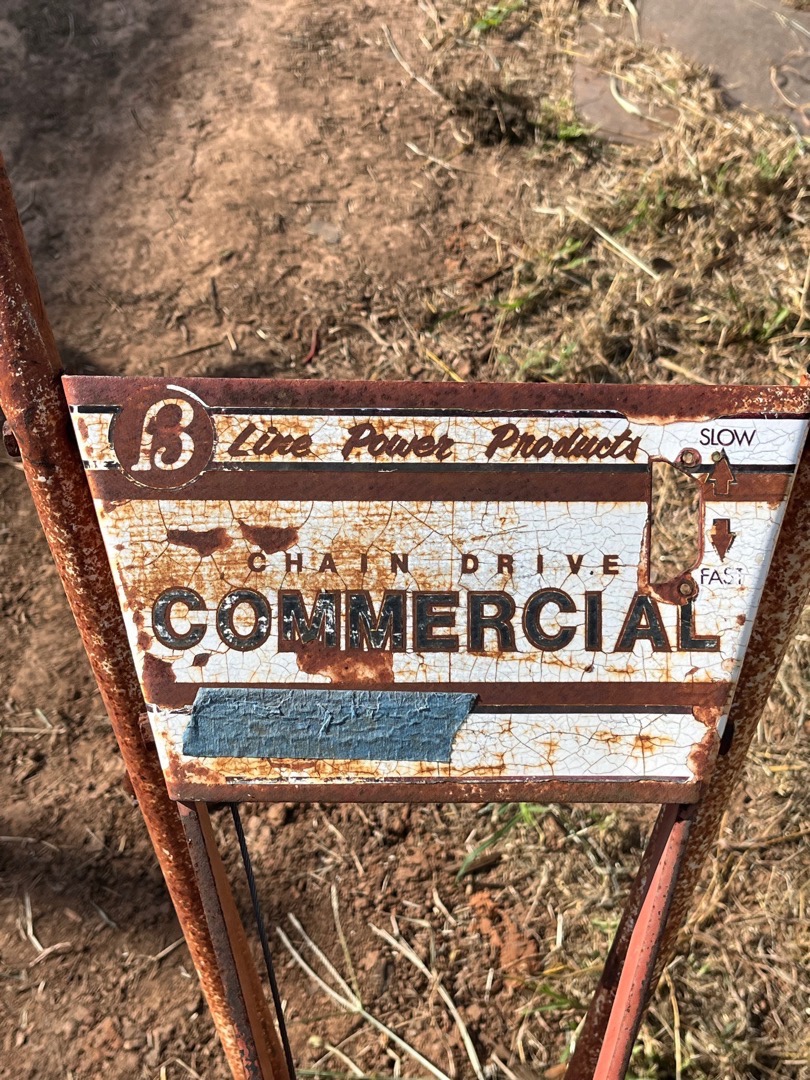 B Line Power Products
SLOW
CHAIN DRIVE
FAST
COMMERCIAL